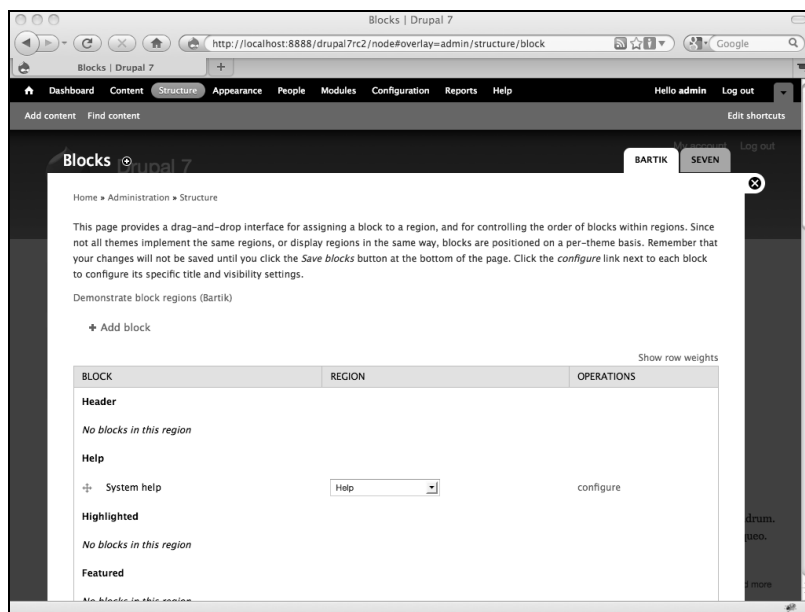 Blocks | Drupal 7
http://localhost:8888/drupal7rc2/node#overlay=admin/structure/block
Google
Blocks | Drupal 7
Dashboard Content Structure Appearance People Modules Configuration Reports Help Hello admin Log out
Add content Find content Edit shortcuts
My account Log out
Drupal 7
Blocks
BARTIK SEVEN
Home » Administration » Structure
This page provides a drag-and-drop interface for assigning a block to a region, and for controlling the order of blocks within regions. Since
not all themes implement the same regions, or display regions in the same way, blocks are positioned on a per-theme basis. Remember that
your changes will not be saved until you click the Save blocks button at the bottom of the page. Click the configure link next to each block
to configure its specific title and visibility settings.
Demonstrate block regions (Bartik)
Add block
Show row weights
BLOCK REGION OPERATIONS
Header
No blocks in this region
Help
System help Help configure
Highlighted
No blocks in this region
drum.
queo.
Featured
No blocks in this region
more